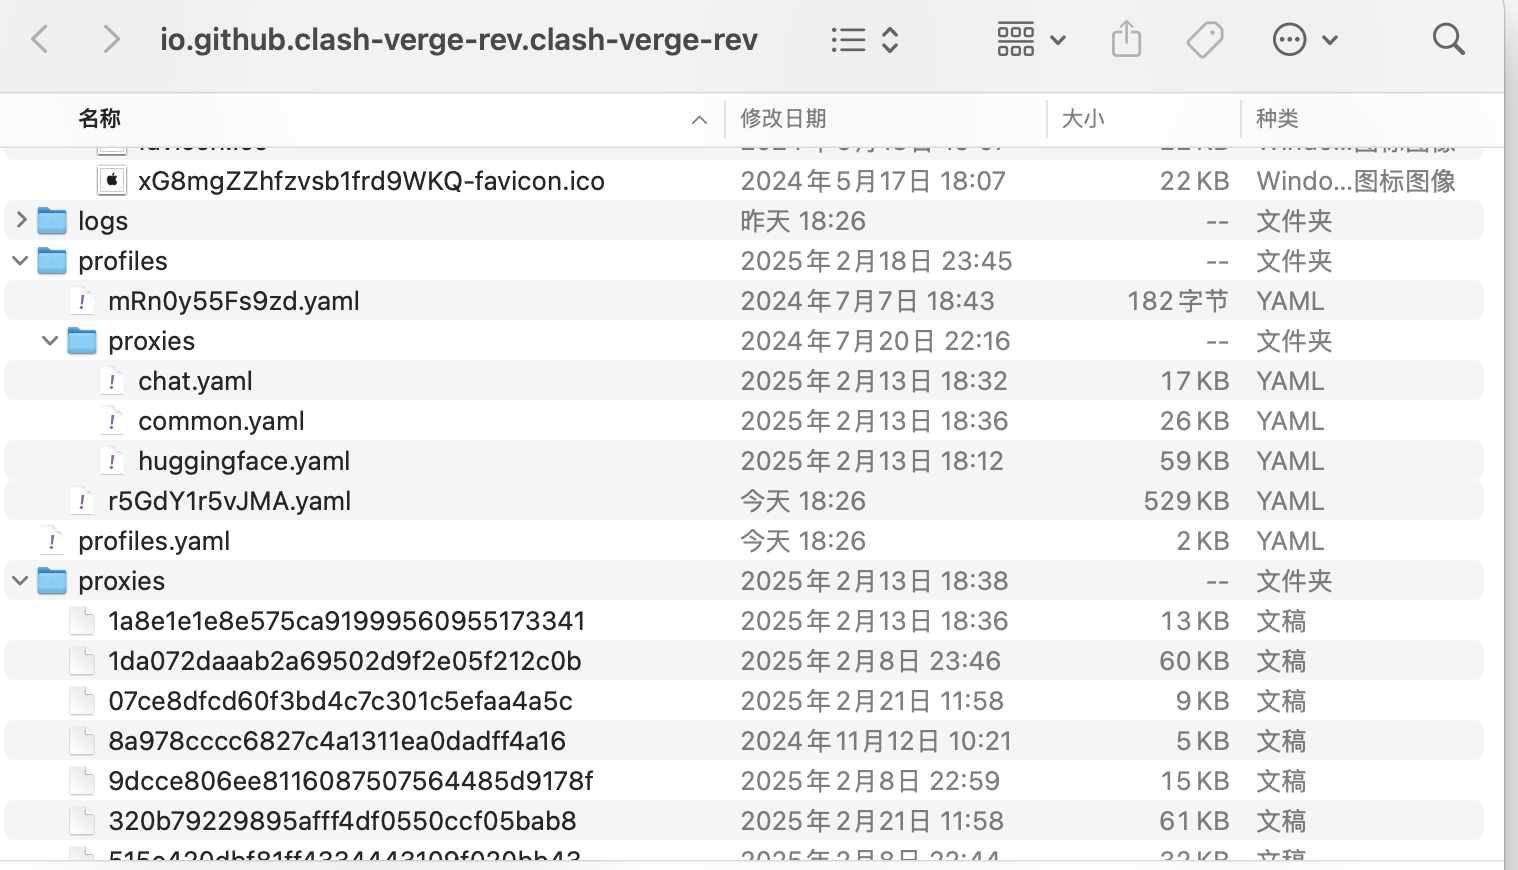 io.github.clash-verge-rev.clash-verge-rev
名称 修改日期 大小 种类
xG8mgZZhfzvsb1frd9WKQ-favicon.ico 2024年5月17日 18:07 22 KB Windo...图标图像
logs 昨天 18:26 -- 文件夹
profiles 2025年2月18日 23:45 -- 文件夹
mRn0y55Fs9zd.yaml 2024年7月7日 18:43 182字节 YAML
proxies 2024年7月20日 22:16 -- 文件夹
chat.yaml 2025年2月13日 18:32 17 KB YAML
common.yaml 2025年2月13日 18:36 26 KB YAML
huggingface.yaml 2025年2月13日 18:12 59 KB YAML
r5GdY1r5vJMA.yaml 今天 18:26 529 KB YAML
profiles.yaml 今天 18:26 2 KB YAML
proxies 2025年2月13日 18:38 -- 文件夹
1a8e1e1e8e575ca91999560955173341 2025年2月13日 18:36 13 KB 文稿
1da072daaab2a69502d9f2e05f212c0b 2025年2月8日 23:46 60 KB 文稿
07ce8dfcd60f3bd4c7c301c5efaa4a5c 2025年2月21日 11:58 9 KB 文稿
8a978cccc6827c4a1311ea0dadff4a16 2024年11月12日 10:21 5 KB 文稿
9dcce806ee8116087507564485d9178f 2025年2月8日 22:59 15 KB 文稿
320b79229895afff4df0550ccf05bab8 2025年2月21日 11:58 61 KB 文稿